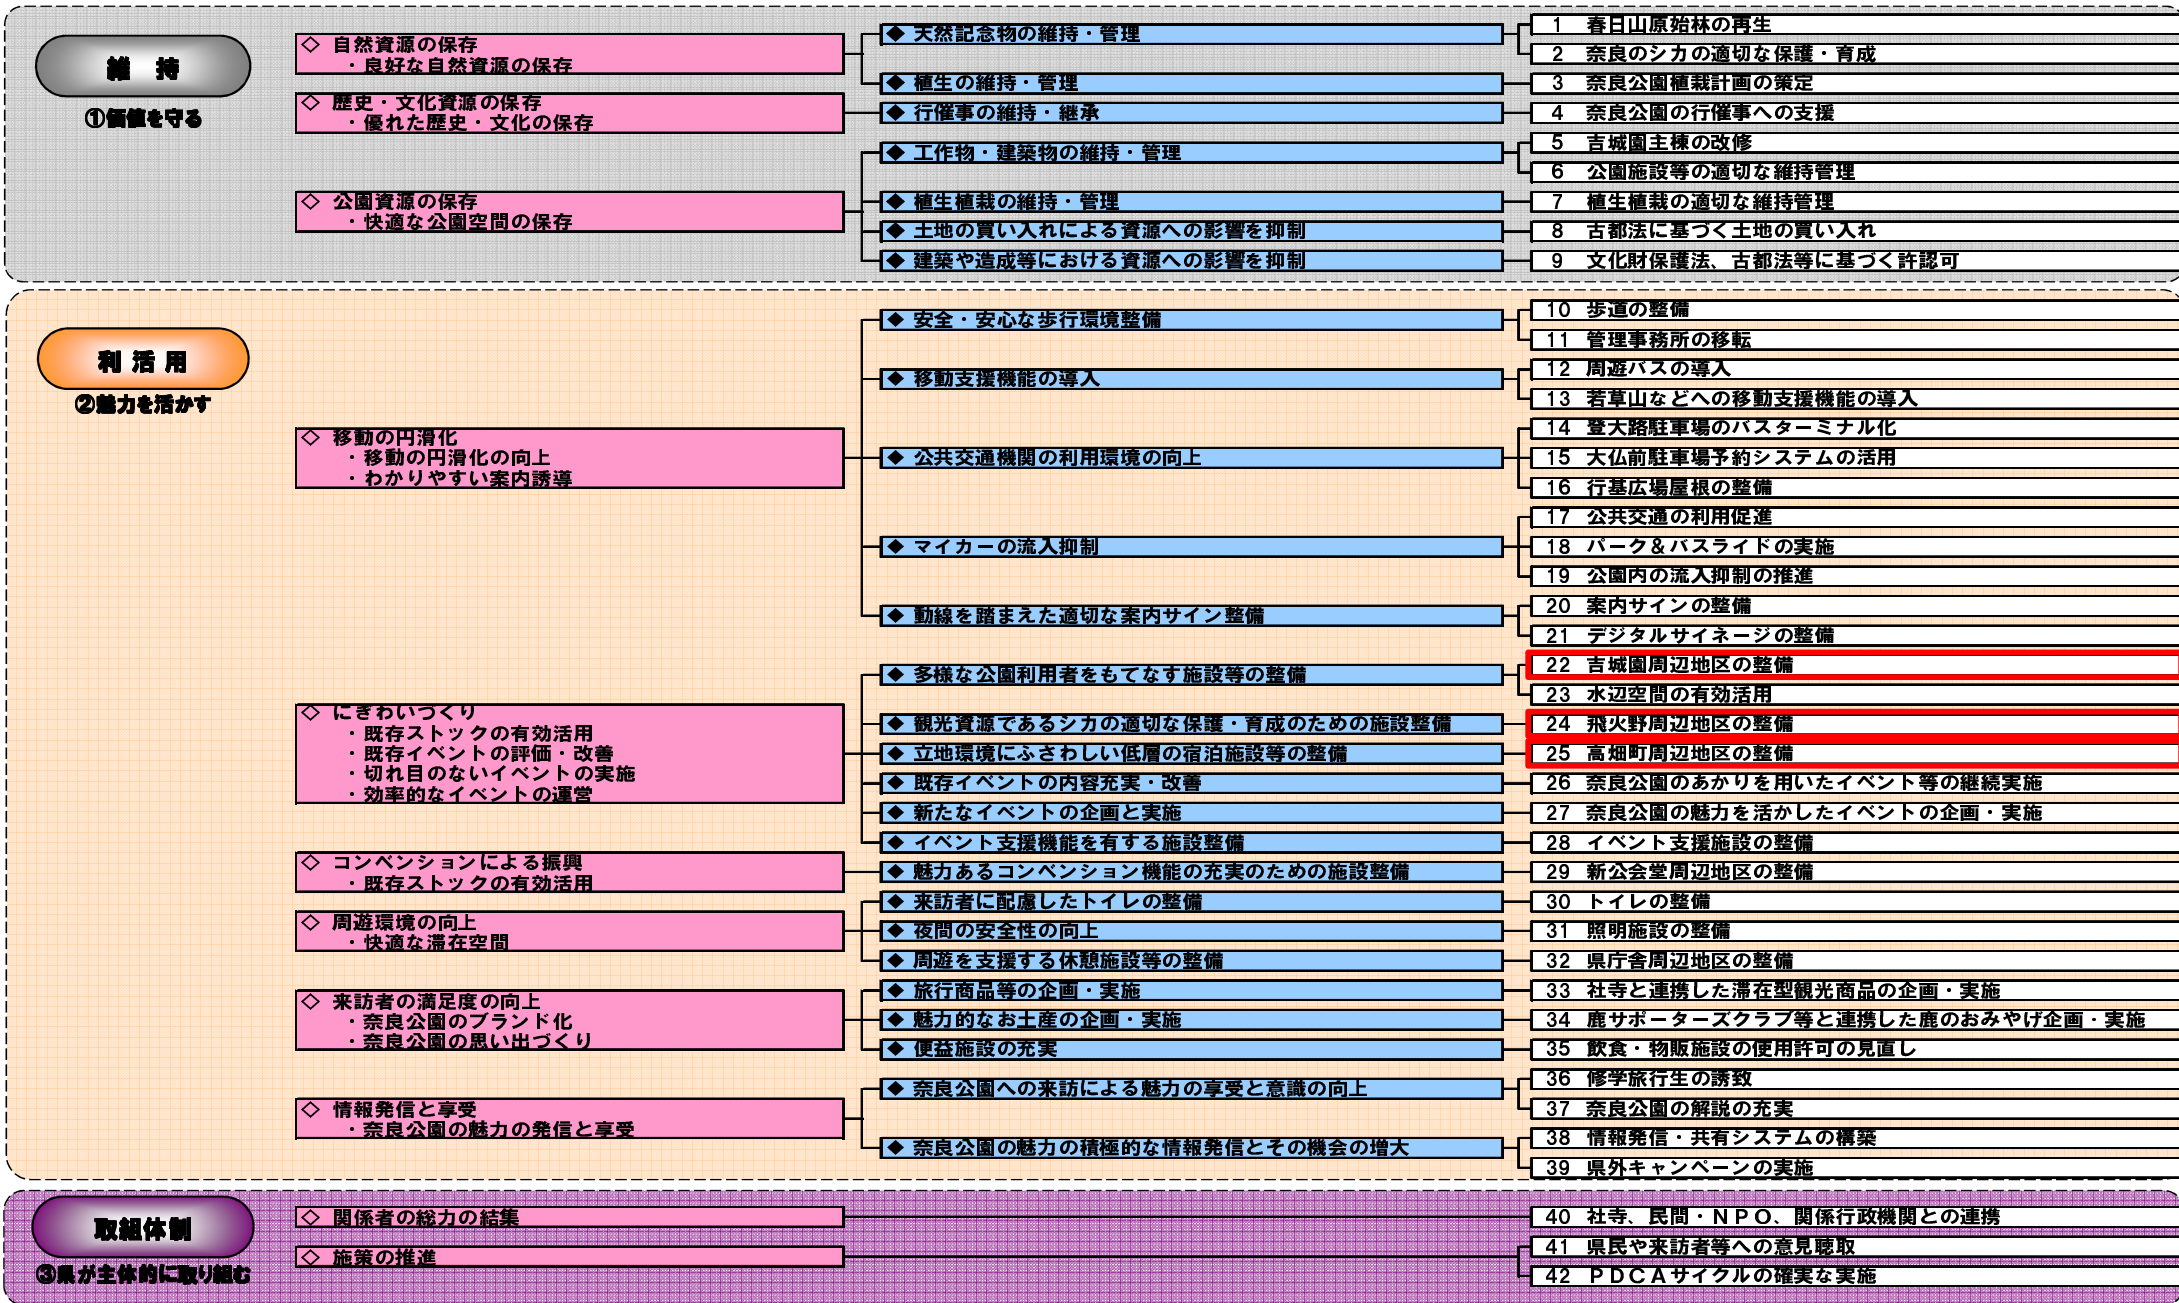 維 持
①価値を守る
◇ 自然資源の保存
・良好な自然資源の保存
◇ 歴史・文化資源の保存
・優れた歴史・文化の保存
◇ 公園資源の保存
・快適な公園空間の保存
◆ 天然記念物の維持・管理
◆ 植生の維持・管理
◆ 行催事の維持・継承
◆ 工作物・建築物の維持・管理
◆ 植生植栽の維持・管理
◆ 土地の買い入れによる資源への影響を抑制
◆ 建築や造成等における資源への影響を抑制
1 春日山原始林の再生
2 奈良のシカの適切な保護・育成
3 奈良公園植栽計画の策定
4 奈良公園の行催事への支援
5 吉城園主棟の改修
6 公園施設等の適切な維持管理
7 植生植栽の適切な維持管理
8 古都法に基づく土地の買い入れ
9 文化財保護法、古都法等に基づく許認可
利 活 用
②魅力を活かす
◇ 移動の円滑化
・移動の円滑化の向上
・わかりやすい案内誘導
◇ にぎわいづくり
・既存ストックの有効活用
・既存イベントの評価・改善
・切れ目のないイベントの実施
・効率的なイベントの運営
◇ コンベンションによる振興
・既存ストックの有効活用
◇ 周遊環境の向上
・快適な滞在空間
◇ 来訪者の満足度の向上
・奈良公園のブランド化
・奈良公園の思い出づくり
◇ 情報発信と享受
・奈良公園の魅力の発信と享受
◆ 安全・安心な歩行環境整備
◆ 移動支援機能の導入
◆ 公共交通機関の利用環境の向上
◆ マイカーの流入抑制
◆ 動線を踏まえた適切な案内サイン整備
◆ 多様な公園利用者をもてなす施設等の整備
◆ 観光資源であるシカの適切な保護・育成のための施設整備
◆ 立地環境にふさわしい低層の宿泊施設等の整備
◆ 既存イベントの内容充実・改善
◆ 新たなイベントの企画と実施
◆ イベント支援機能を有する施設整備
◆ 魅力あるコンベンション機能の充実のための施設整備
◆ 来訪者に配慮したトイレの整備
◆ 夜間の安全性の向上
◆ 周遊を支援する休憩施設等の整備
◆ 旅行商品等の企画・実施
◆ 魅力的なお土産の企画・実施
◆ 便益施設の充実
◆ 奈良公園への来訪による魅力の享受と意識の向上
◆ 奈良公園の魅力の積極的な情報発信とその機会の増大
10 歩道の整備
11 管理事務所の移転
12 周遊バスの導入
13 若草山などへの移動支援機能の導入
14 登大路駐車場のバスターミナル化
15 大仏前駐車場予約システムの活用
16 行基広場屋根の整備
17 公共交通の利用促進
18 パーク&バスライドの実施
19 公園内の流入抑制の推進
20 案内サインの整備
21 デジタルサイネージの整備
22 吉城園周辺地区の整備
23 水辺空間の有効活用
24 飛火野周辺地区の整備
25 高畑町周辺地区の整備
26 奈良公園のあかりを用いたイベント等の継続実施
27 奈良公園の魅力を活かしたイベントの企画・実施
28 イベント支援施設の整備
29 新公会堂周辺地区の整備
30 トイレの整備
31 照明施設の整備
32 県庁舎周辺地区の整備
33 社寺と連携した滞在型観光商品の企画・実施
34 鹿サポーターズクラブ等と連携した鹿のおみやげ企画・実施
35 飲食・物販施設の使用許可の見直し
36 修学旅行生の誘致
37 奈良公園の解説の充実
38 情報発信・共有システムの構築
39 県外キャンペーンの実施
取組体制
③県が主体的に取り組む
◇ 関係者の総力の結集
◇ 施策の推進
40 社寺、民間・NPO、関係行政機関との連携
41 県民や来訪者等への意見聴取
42 PDCAサイクルの確実な実施